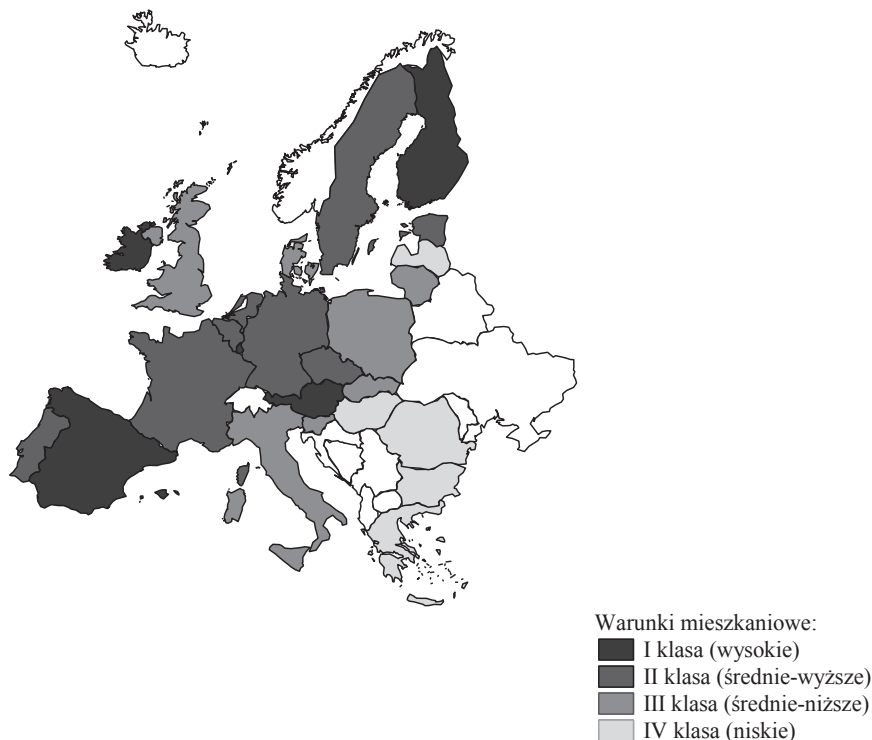 Warunki mieszkaniowe:
I klasa (wysokie)
II klasa (średnie-wyższe)
III klasa (średnie-niższe)
IV klasa (niskie)